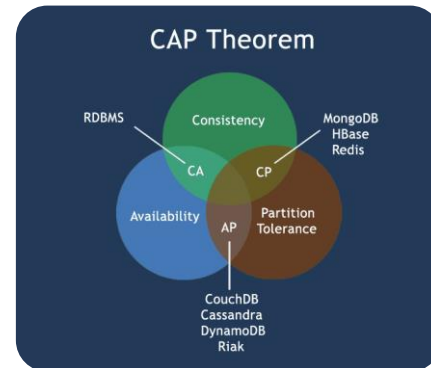 CAP Theorem
RDBMS
Consistency
MongoDB
HBase
Redis
CA
CP
Availability
Partition
Tolerance
AP
CouchDB
Cassandra
DynamoDB
Riak